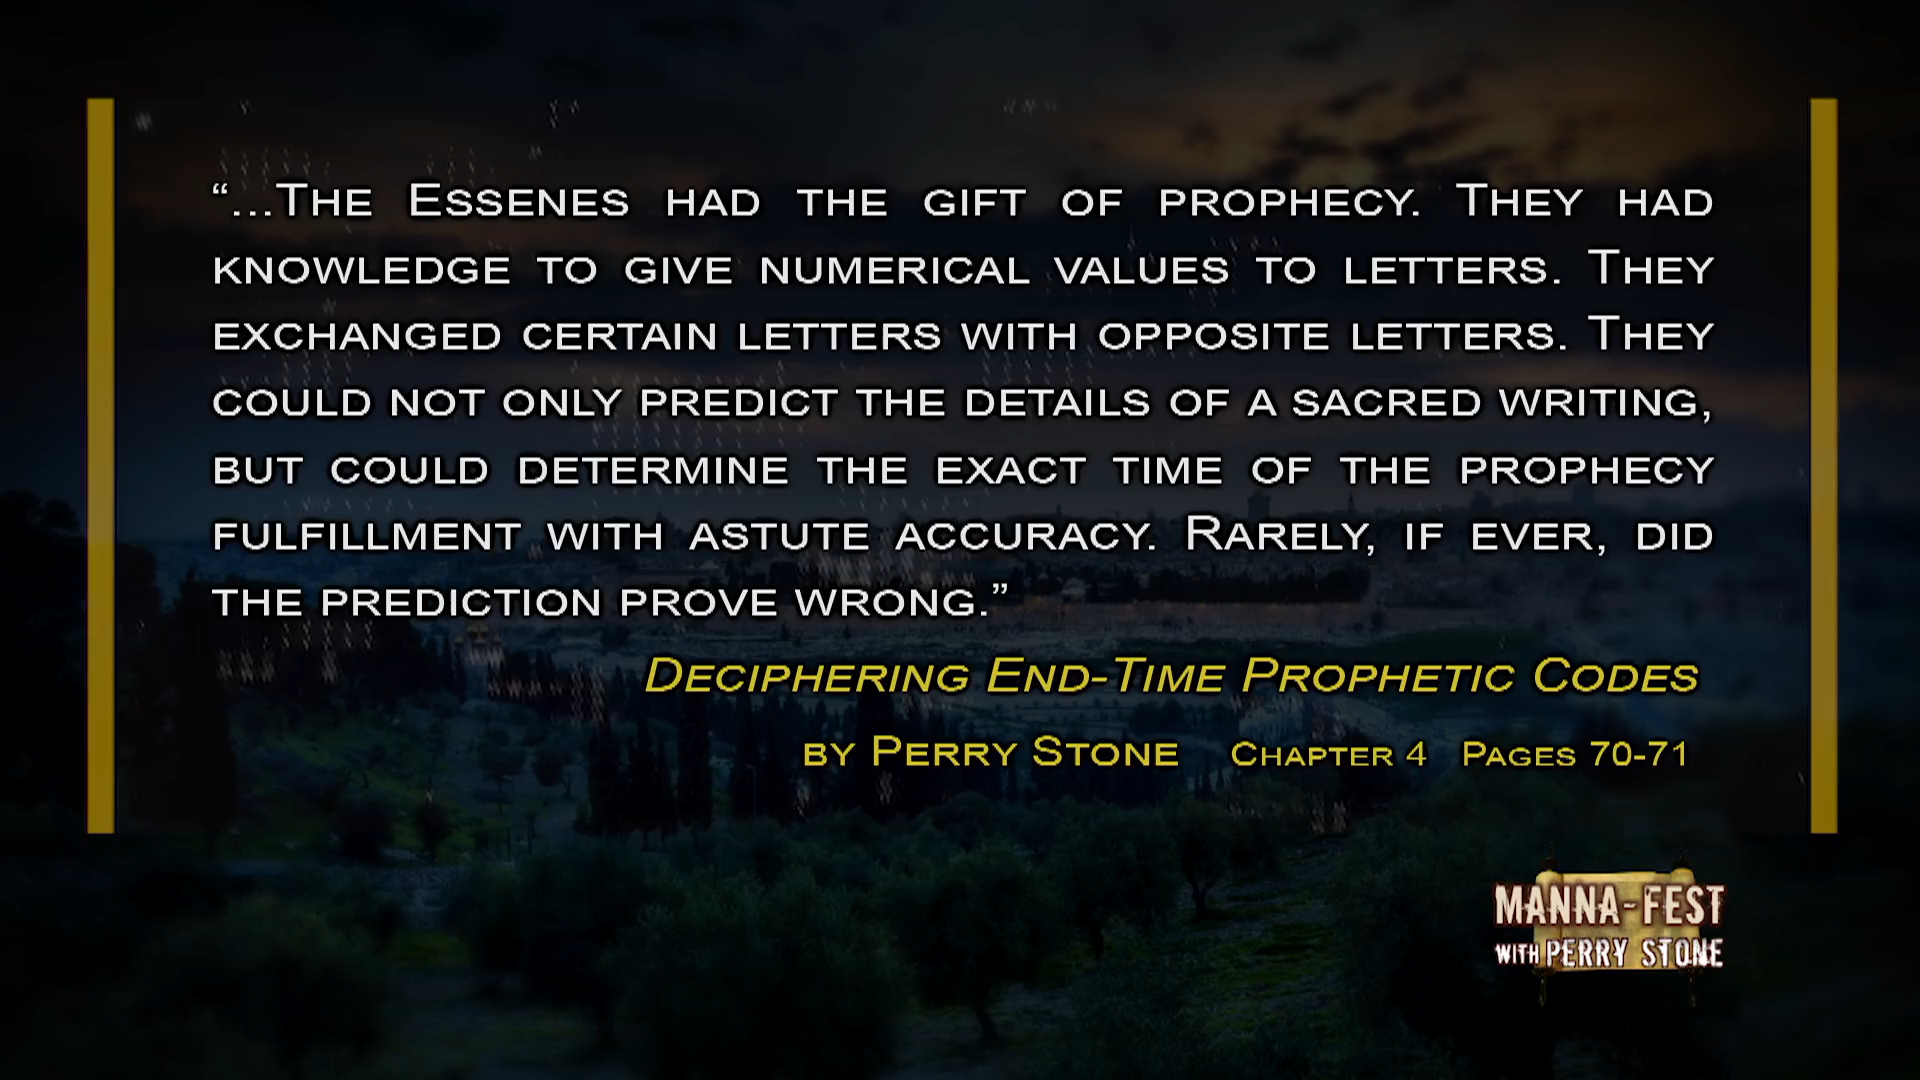 “...The Essenes had the gift of prophecy. They had
knowledge to give numerical values to letters. They
exchanged certain letters with opposite letters. They
could not only predict the details of a sacred writing,
but could determine the exact time of the prophecy
fulfillment with astute accuracy. Rarely, if ever, did
the prediction prove wrong.”
Deciphering End-Time Prophetic Codes
by Perry Stone Chapter 4 Pages 70-71
MANNA-FEST
WITH PERRY STONE